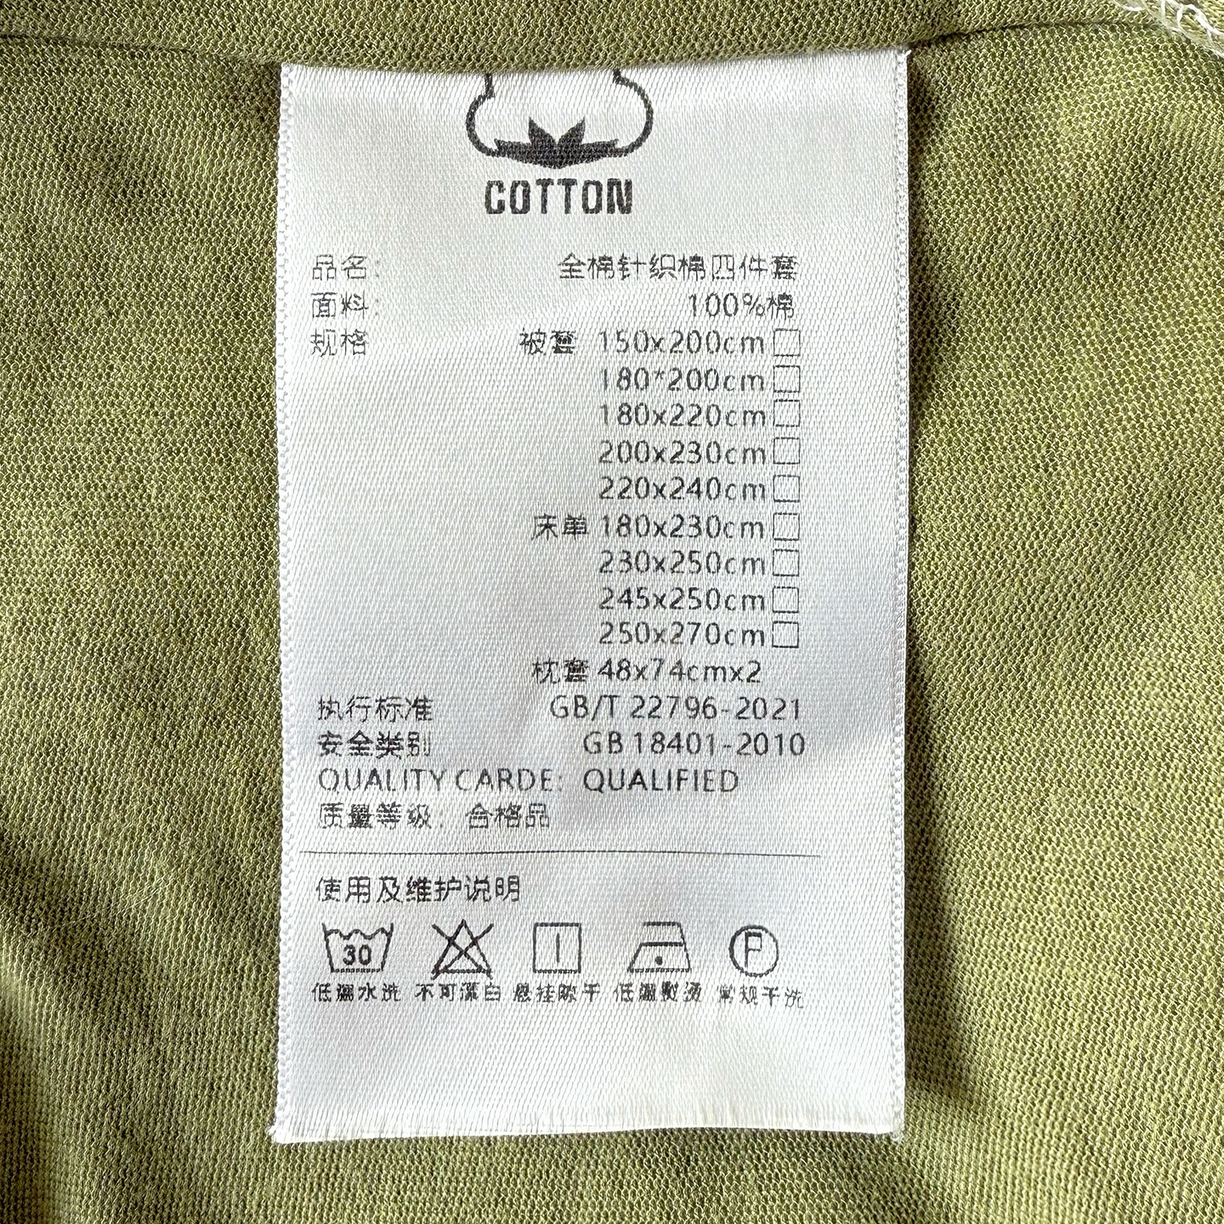 COTTON
品名: 全棉针织棉四件套
面料: 100%棉
规格 被套 150x200cm□
180*200cm□
180x220cm□
200x230cm□
220x240cm□
床单 180x230cm□
230x250cm□
245x250cm□
250x270cm□
枕套 48x74cmx2
执行标准 GB/T 22796-2021
安全类别 GB 18401-2010
QUALITY CARDE: QUALIFIED
质量等级: 合格品
使用及维护说明
30 P
低温水洗 不可漂白 悬挂晾干 低温熨烫 常规干洗